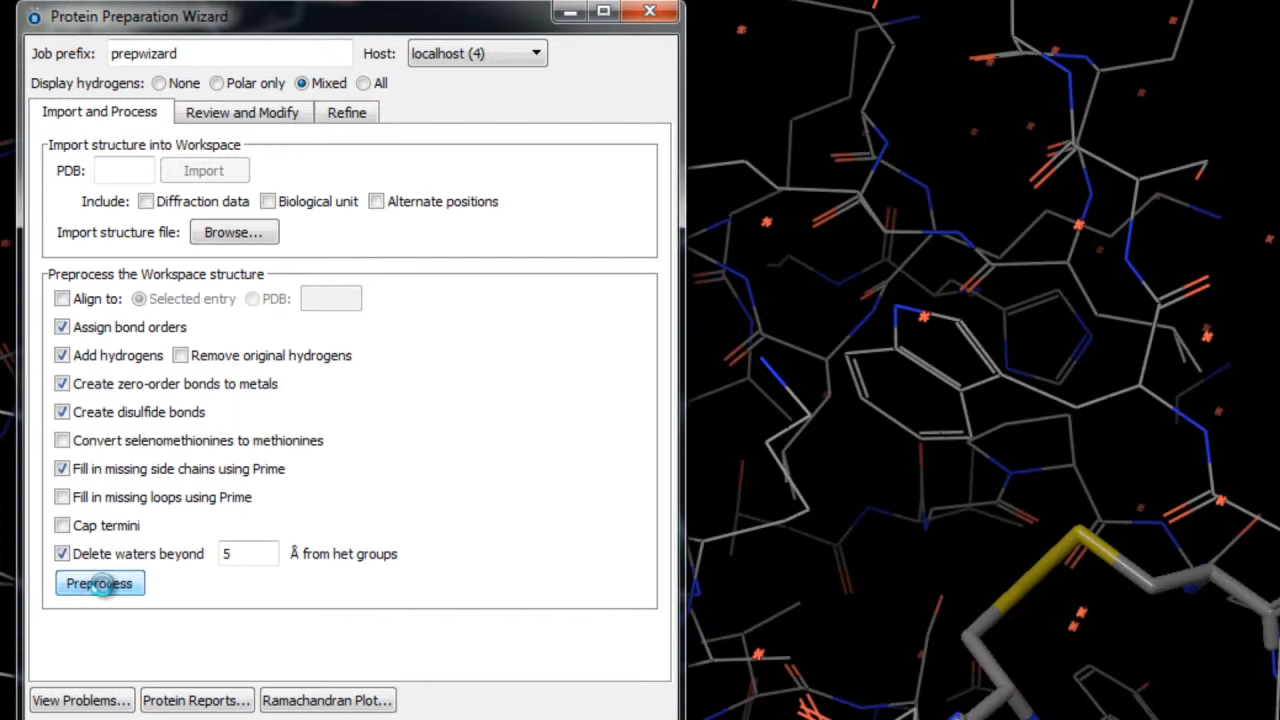 Protein Preparation Wizard
Job prefix: prepwizard Host: localhost (4)
Display hydrogens: None Polar only Mixed All
Import and Process Review and Modify Refine
Import structure into Workspace
PDB: Import
Include: Diffraction data Biological unit Alternate positions
Import structure file: Browse...
Preprocess the Workspace structure
Align to: Selected entry PDB:
Assign bond orders
Add hydrogens Remove original hydrogens
Create zero-order bonds to metals
Create disulfide bonds
Convert selenomethionines to methionines
Fill in missing side chains using Prime
Fill in missing loops using Prime
Cap termini
Delete waters beyond 5 Å from het groups
Preprocess
View Problems... Protein Reports... Ramachandran Plot...